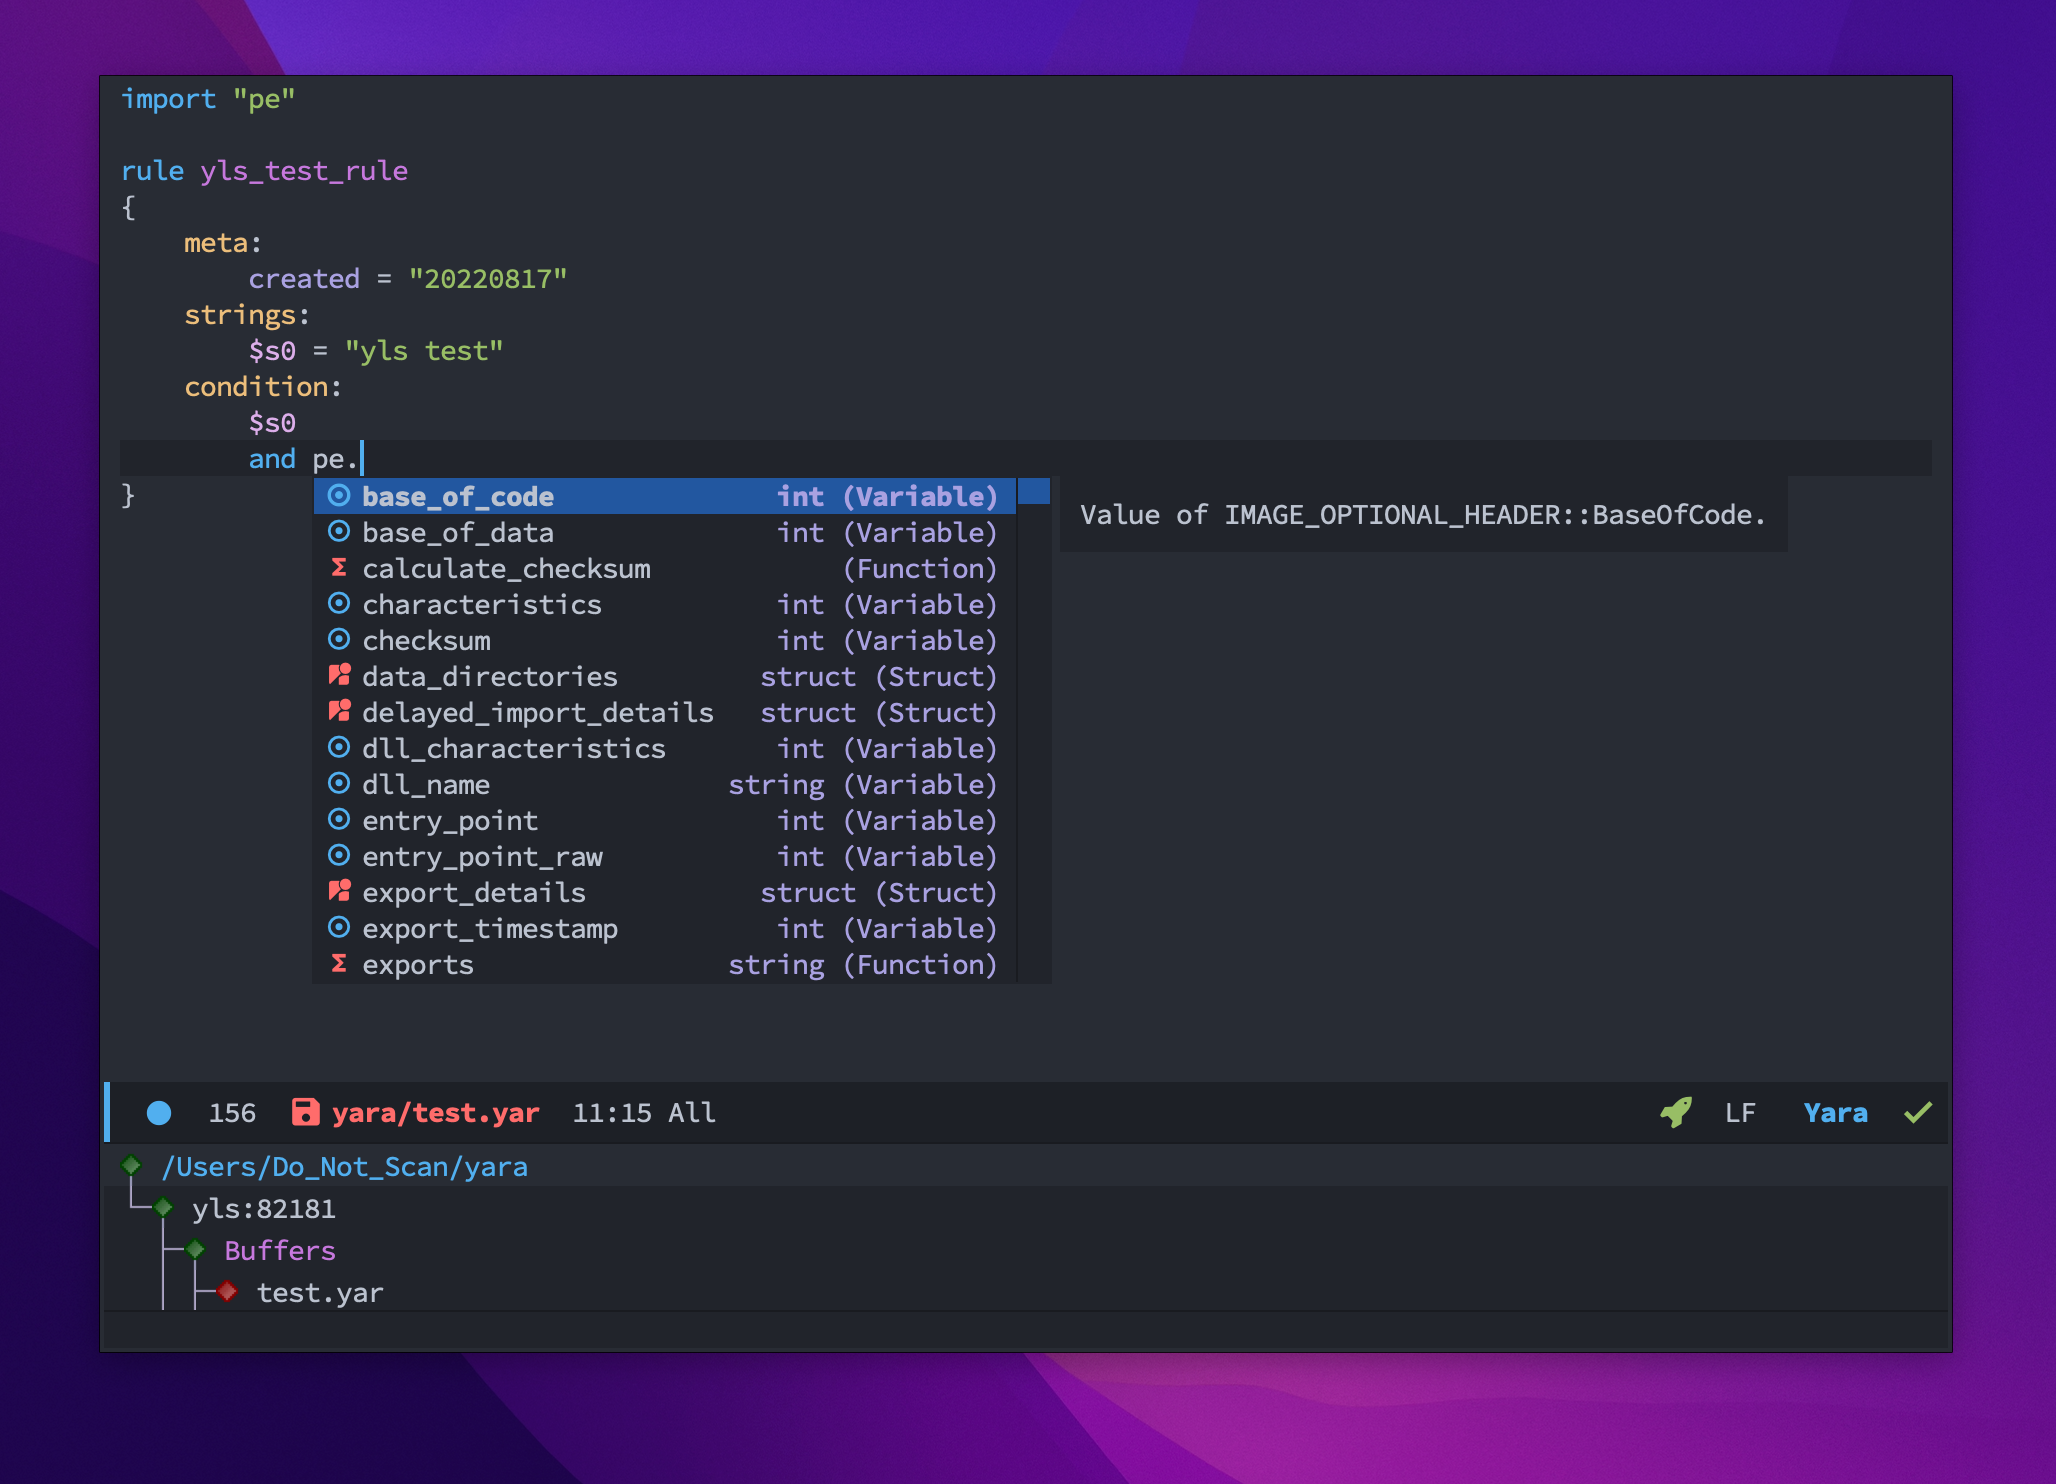 import "pe"
rule yls_test_rule
{
meta:
created = "20220817"
strings:
$s0 = "yls test"
condition:
$s0
and pe.
}
base_of_code int (Variable)
base_of_data int (Variable)
calculate_checksum (Function)
characteristics int (Variable)
checksum int (Variable)
data_directories struct (Struct)
delayed_import_details struct (Struct)
dll_characteristics int (Variable)
dll_name string (Variable)
entry_point int (Variable)
entry_point_raw int (Variable)
export_details struct (Struct)
export_timestamp int (Variable)
exports string (Function)
Value of IMAGE_OPTIONAL_HEADER::BaseOfCode.
156 yara/test.yar 11:15 All LF Yara
/Users/Do_Not_Scan/yara
yls:82181
Buffers
test.yar